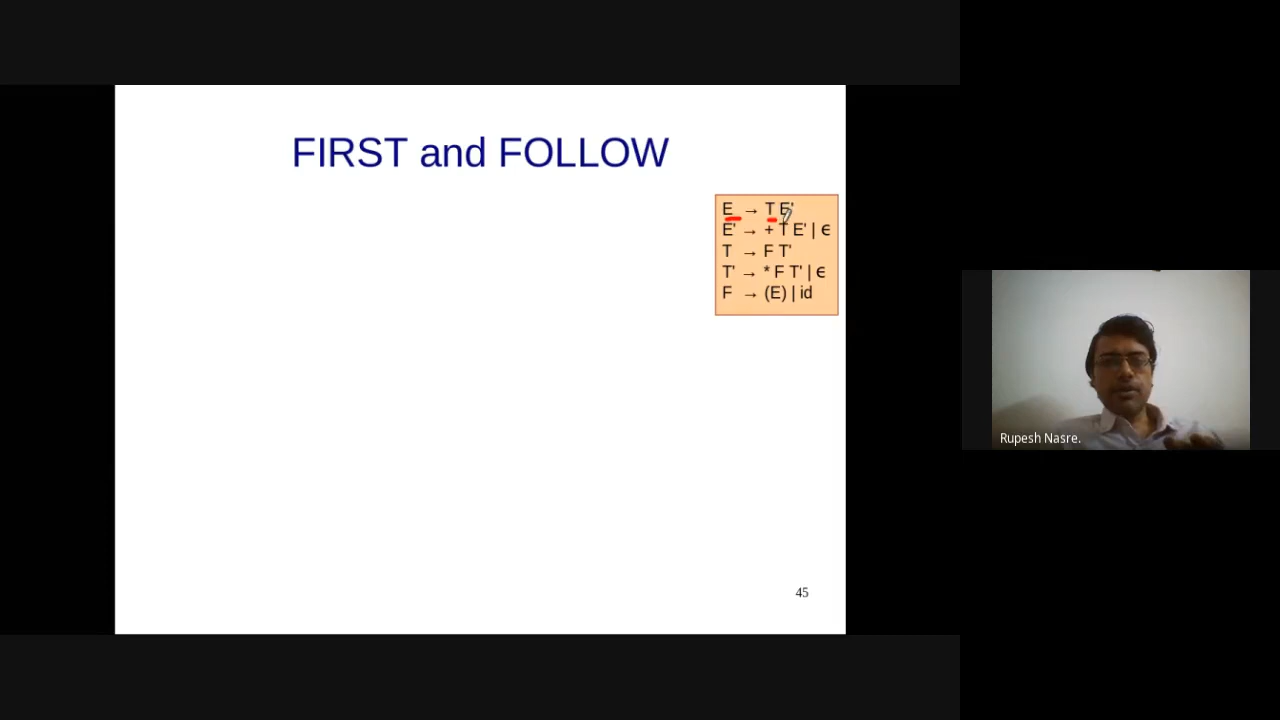 FIRST and FOLLOW
E → T E'
E' → + T E' | ϵ
T → F T'
T' → * F T' | ϵ
F → (E) | id
45
Rupesh Nasre.